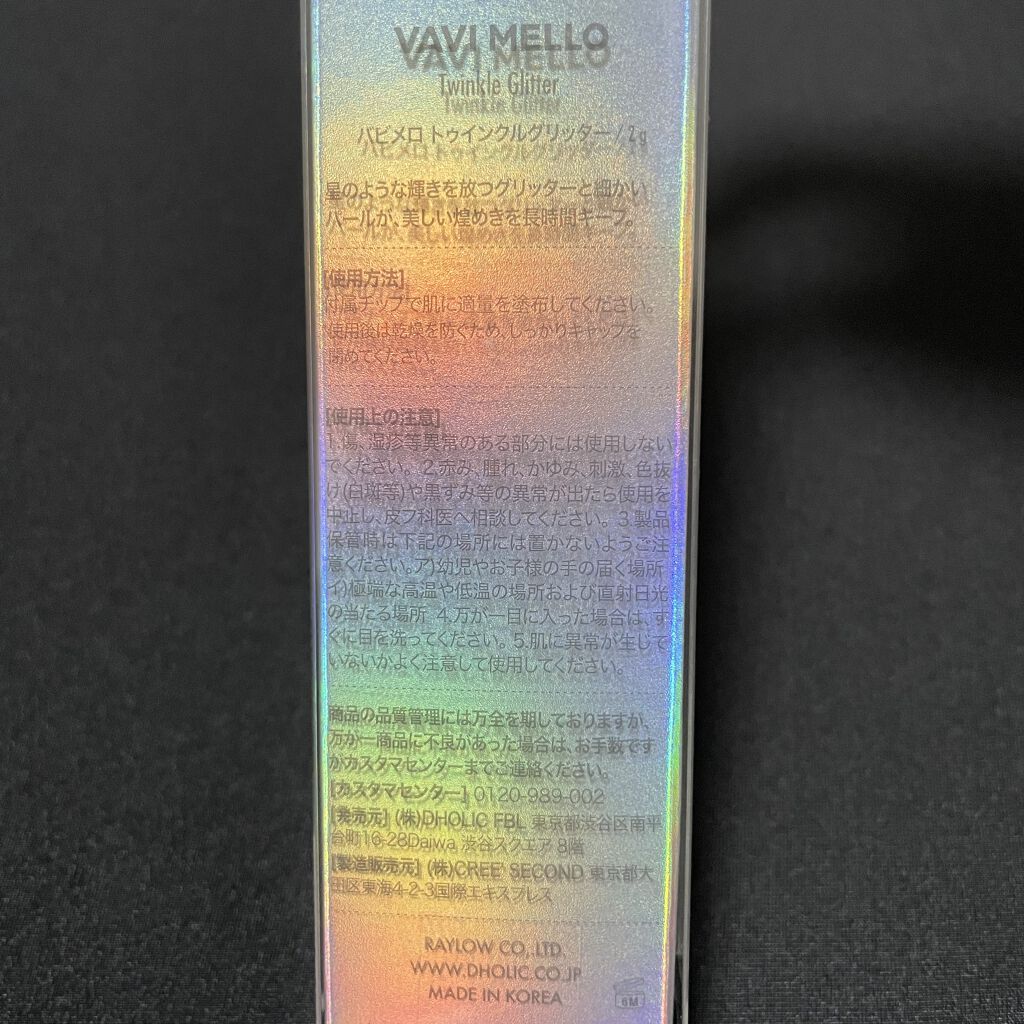 VAVI MELLO
Twinkle Glitter
バビメロ トゥインクルグリッター / 2g
星のような輝きを放つグリッターと細かい
パールが、美しい煌めきを長時間キープ。
[使用方法]
付属チップで肌に適量を塗布してください。
使用後は乾燥を防ぐため、しっかりキャップを
閉めてください。
[使用上の注意]
1.傷、湿疹等異常のある部分には使用しない
でください。 2.赤み、腫れ、かゆみ、刺激、色抜
け(白斑等)や黒ずみ等の異常が出たら使用を
中止し、皮フ科医へ相談してください。 3.製品
保管時は下記の場所には置かないようご注
意ください。ア)幼児やお子様の手の届く場所
イ)極端な高温や低温の場所および直射日光
の当たる場所 4.万が一目に入った場合は、す
ぐに目を洗ってください。 5.肌に異常が生じて
いないかよく注意して使用してください。
商品の品質管理には万全を期しておりますが、
万が一商品に不良があった場合は、お手数です
がカスタマセンターまでご連絡ください。
[カスタマセンター] 0120-989-002
[発売元] (株)DHOLIC FBL 東京都渋谷区南平
台町16-28Daiwa 渋谷スクエア 8階
[製造販売元] (株)CREE' SECOND 東京都大
田区東海4-2-3国際エキスプレス
RAYLOW CO,.LTD
WWW.DHOLIC.CO.JP
MADE IN KOREA
6M